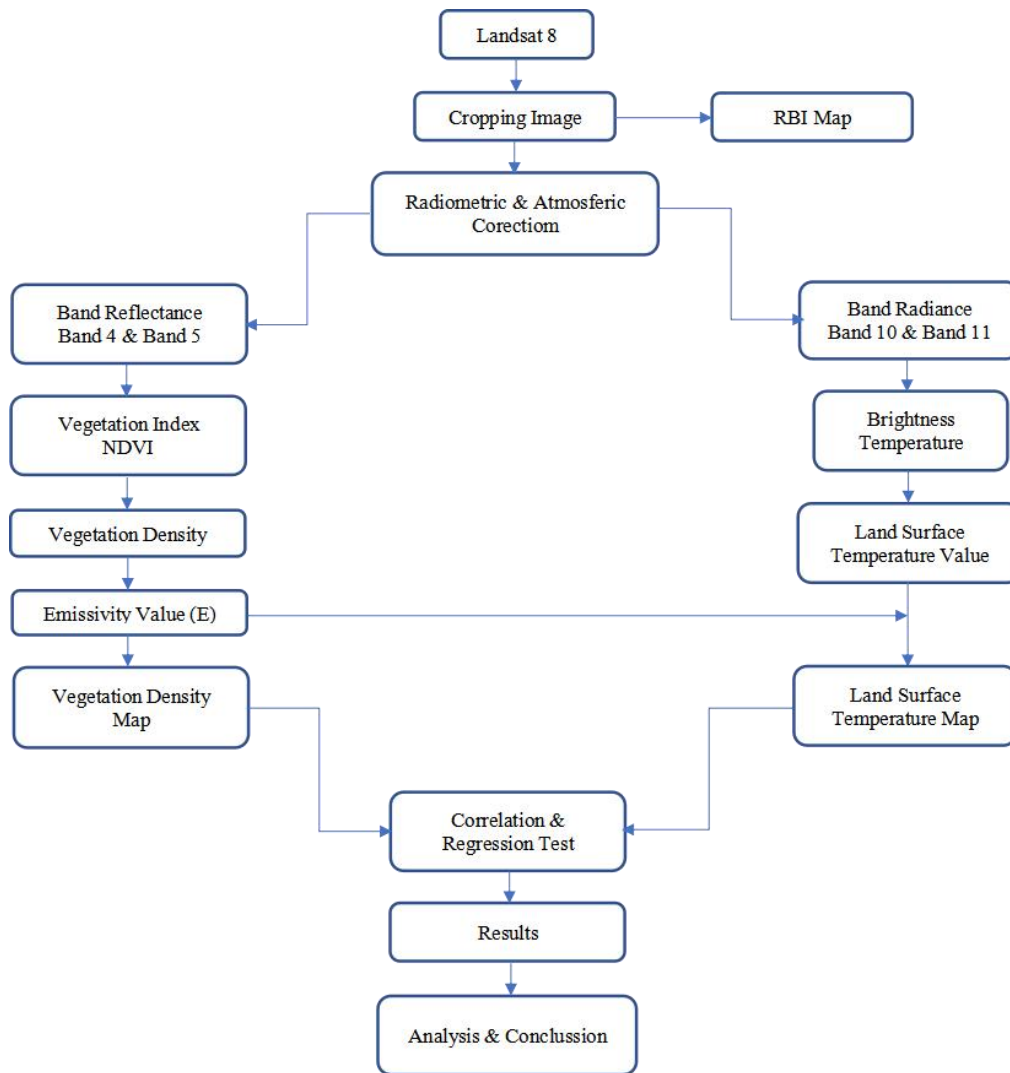 Landsat 8
Cropping Image
RBI Map
Radiometric & Atmosferic
Corectiom
Band Reflectance
Band 4 & Band 5
Band Radiance
Band 10 & Band 11
Vegetation Index
NDVI
Brightness
Temperature
Vegetation Density
Land Surface
Temperature Value
Emissivity Value (E)
Vegetation Density
Map
Land Surface
Temperature Map
Correlation &
Regression Test
Results
Analysis & Conclussion